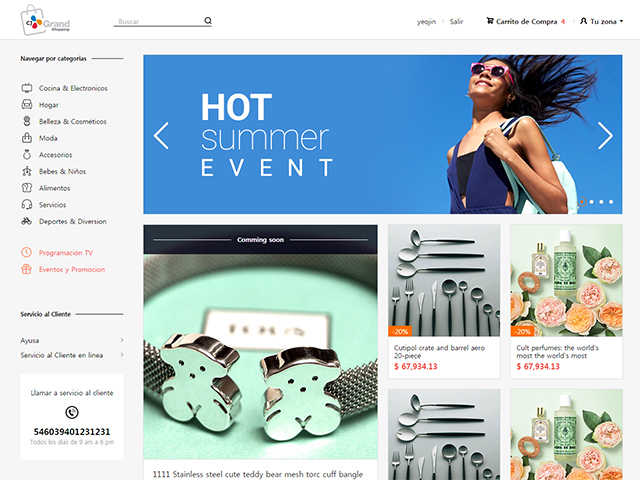 CJ Grand
Shopping
Buscar
yeojin
Salir
Carrito de Compra 4
Tu zona
Navegar por categorias
Cocina & Electronicos
Hogar
Belleza & Cosméticos
Moda
Accesorios
Bebes & Niños
Alimentos
Servicios
Deportes & Diversion
Programación TV
Eventos y Promocion
Servicio al Cliente
Ayusa
Servicio al Cliente en linea
Llamar a servicio al cliente
546039401231231
Todos los dias de 9 am a 6 pm
HOT
summer
EVENT
Comming soon
TOUS
1111 Stainless steel cute teddy bear mesh torc cuff bangle
-20%
Cutipol crate and barrel aero
20-piece
$ 67,934.13
-20%
Cult perfumes: the world's
most the world's most
$ 67,934.13